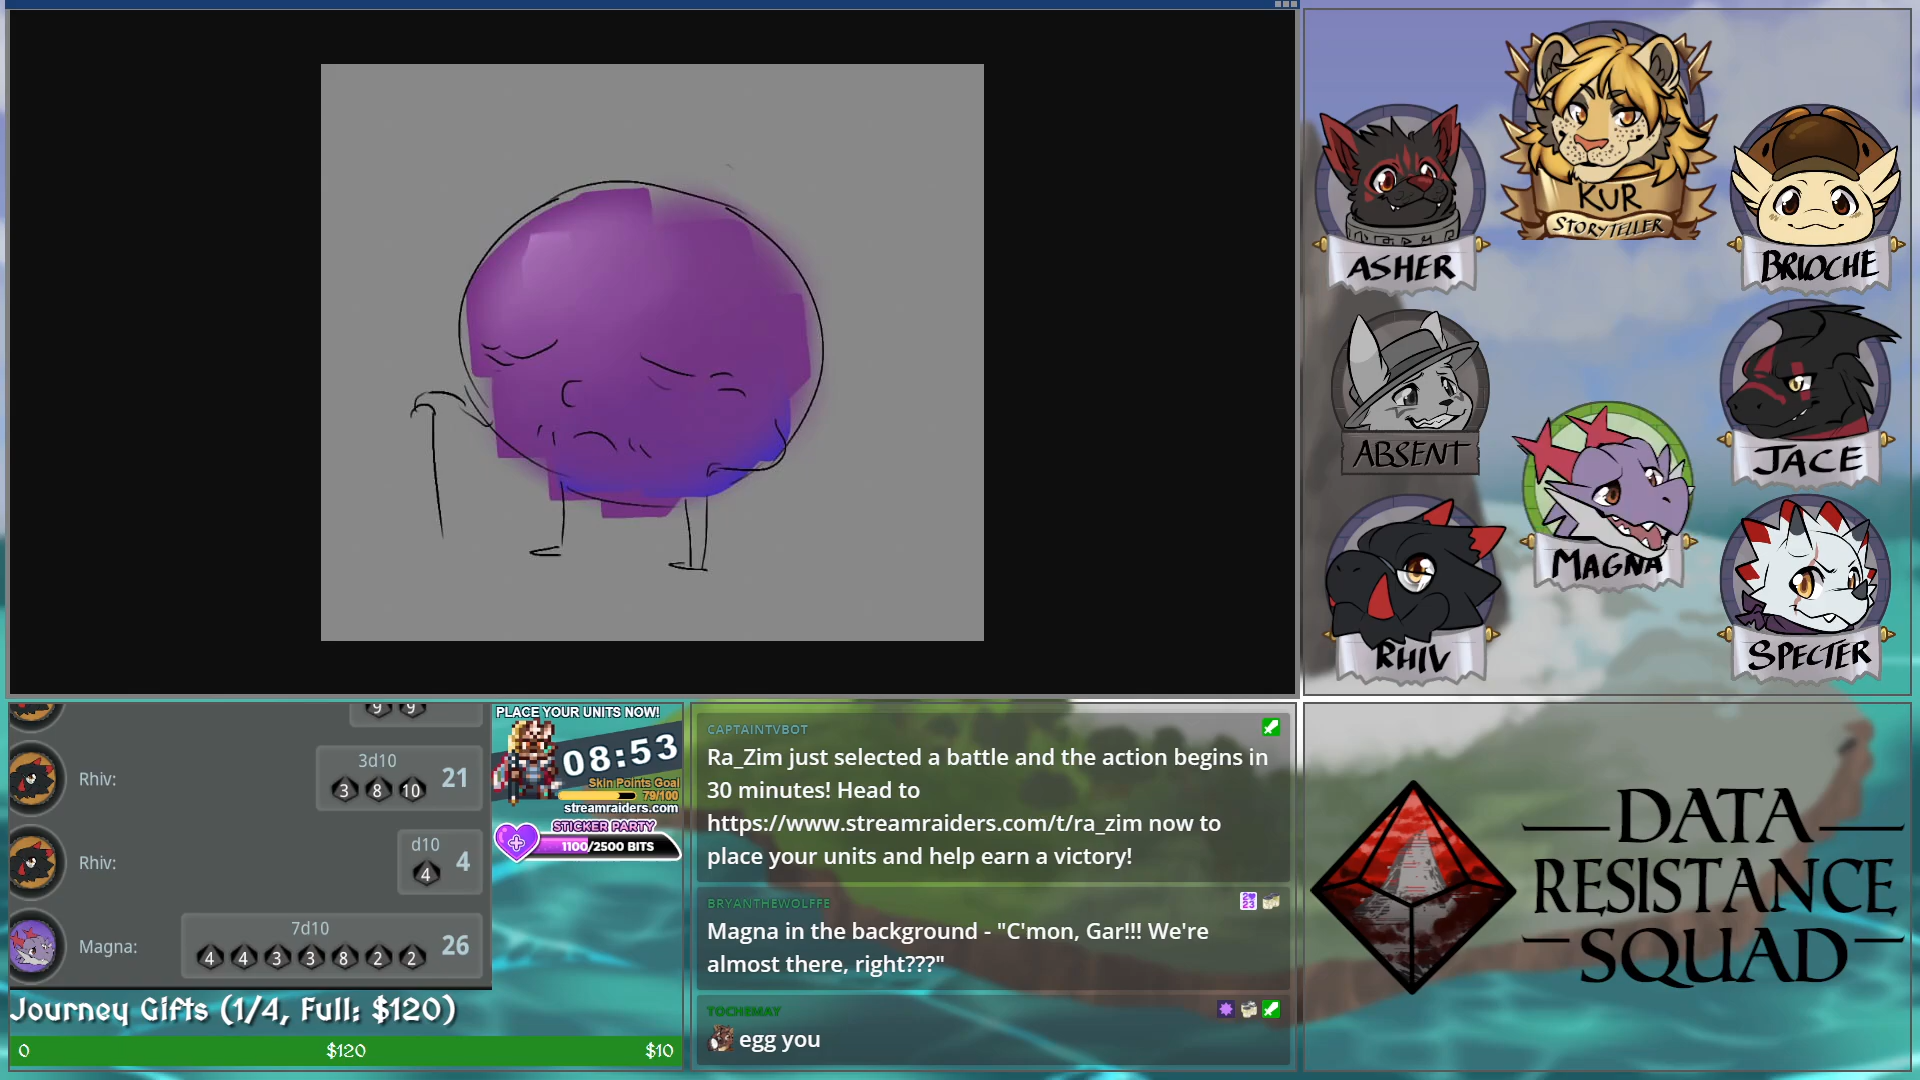 KUR
STORYTELLER
ASHER
BRIOCHE
ABSENT
JACE
MAGNA
RHIV
SPECTER
9 9
Rhiv:
3d10
3 8 10
21
Rhiv:
d10
4
4
Magna:
7d10
4 4 3 3 8 2 2
26
Journey Gifts (1/4, Full: $120)
0 $120 $10
PLACE YOUR UNITS NOW!
08:53
Skin Points Goal
79/100
streamraiders.com
STICKER PARTY
1100/2500 BITS
CAPTAINTVBOT
Ra_Zim just selected a battle and the action begins in
30 minutes! Head to
https://www.streamraiders.com/t/ra_zim now to
place your units and help earn a victory!
BRYANTHEWOLFFE
2023
Magna in the background - "C'mon, Gar!!! We're
almost there, right???"
TOCHEMAY
egg you
DATA
RESISTANCE
SQUAD